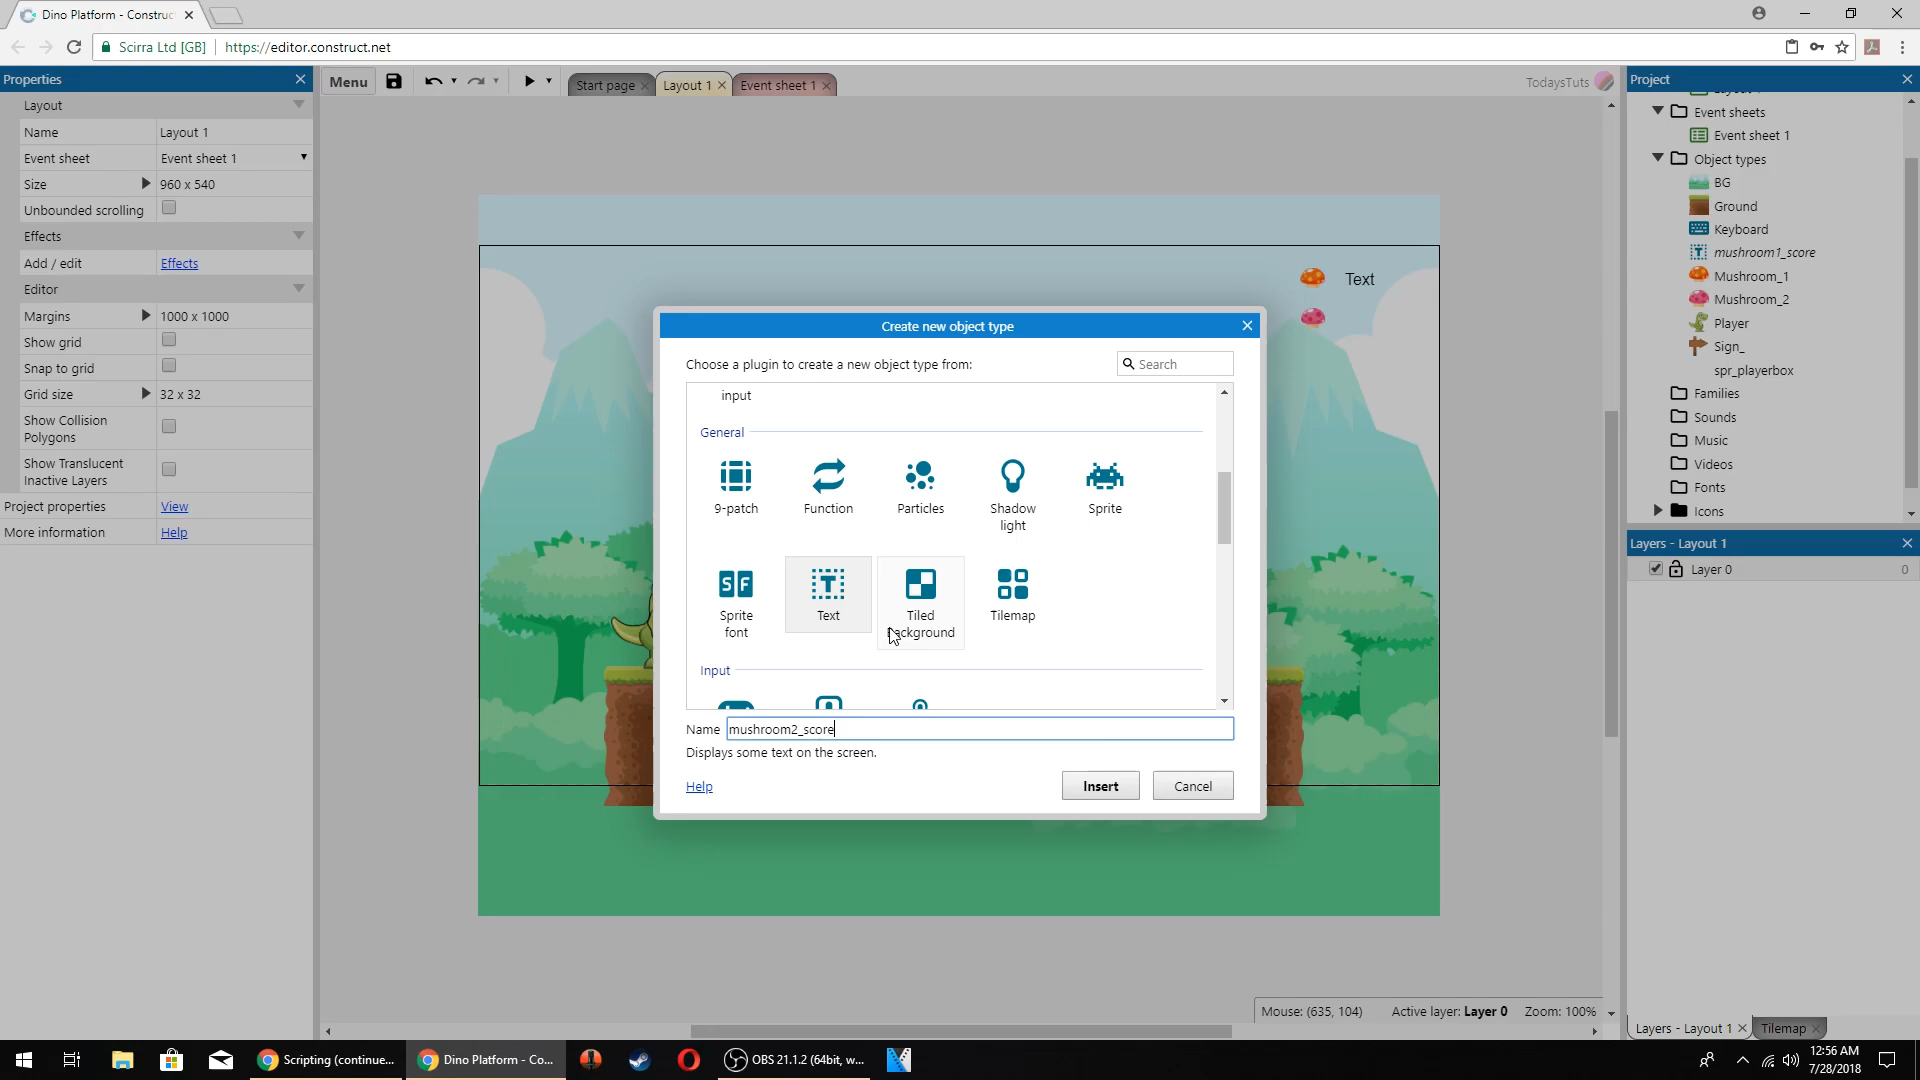 Dino Platform - Construc
Scirra Ltd [GB] https://editor.construct.net
Properties
Layout
Name Layout 1
Event sheet Event sheet 1
Size 960 x 540
Unbounded scrolling
Effects
Add / edit Effects
Editor
Margins 1000 x 1000
Show grid
Snap to grid
Grid size 32 x 32
Show Collision
Polygons
Show Translucent
Inactive Layers
Project properties View
More information Help
Menu
Start page
Layout 1
Event sheet 1
TodaysTuts
Text
Create new object type
Choose a plugin to create a new object type from:
Search
input
General
9-patch
Function
Particles
Shadow
light
Sprite
SF
Sprite
font
T
Text
Tiled
Background
Tilemap
Input
Name mushroom2_score
Displays some text on the screen.
Help
Insert
Cancel
Mouse: (635, 104) Active layer: Layer 0 Zoom: 100%
Project
Event sheets
Event sheet 1
Object types
BG
Ground
Keyboard
mushroom1_score
Mushroom_1
Mushroom_2
Player
Sign_
spr_playerbox
Families
Sounds
Music
Videos
Fonts
Icons
Layers - Layout 1
Layer 0 0
Layers - Layout 1
Tilemap
Scripting (continue...
Dino Platform - Co...
OBS 21.1.2 (64bit, w...
12:56 AM
7/28/2018